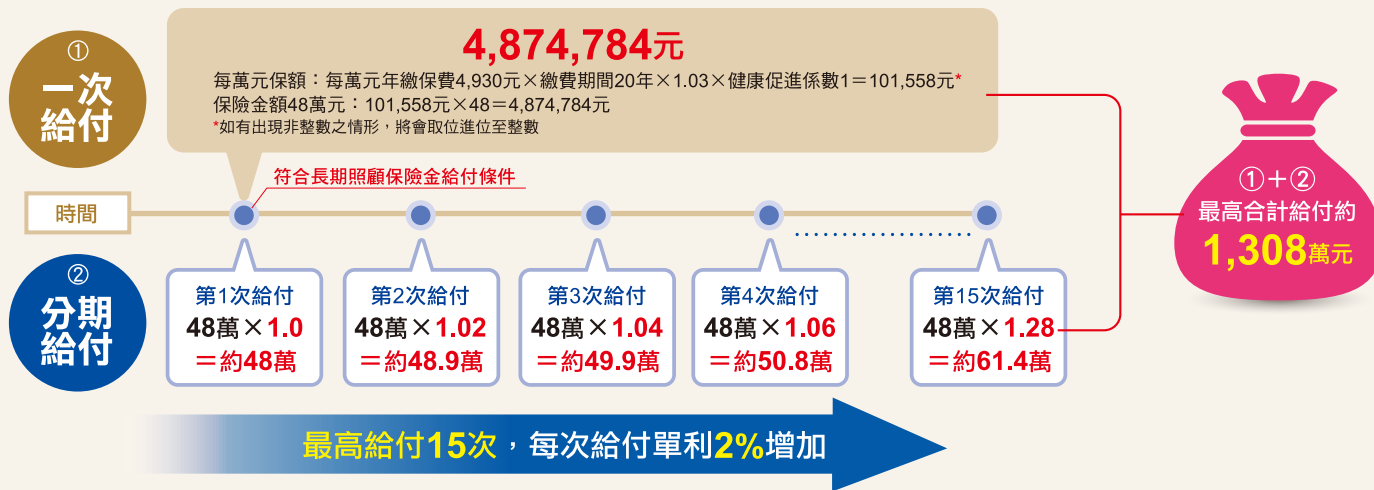 ①
一次
給付
4,874,784元
每萬元保額：每萬元年繳保費4,930元×繳費期間20年×1.03×健康促進係數1＝101,558元*
保險金額48萬元：101,558元×48＝4,874,784元
*如有出現非整數之情形，將會取位進位至整數
符合長期照顧保險金給付條件
時間
②
分期
給付
第1次給付
48萬×1.0
＝約48萬
第2次給付
48萬×1.02
＝約48.9萬
第3次給付
48萬×1.04
＝約49.9萬
第4次給付
48萬×1.06
＝約50.8萬
第15次給付
48萬×1.28
＝約61.4萬
①＋②
最高合計給付約
1,308萬元
最高給付15次，每次給付單利2%增加